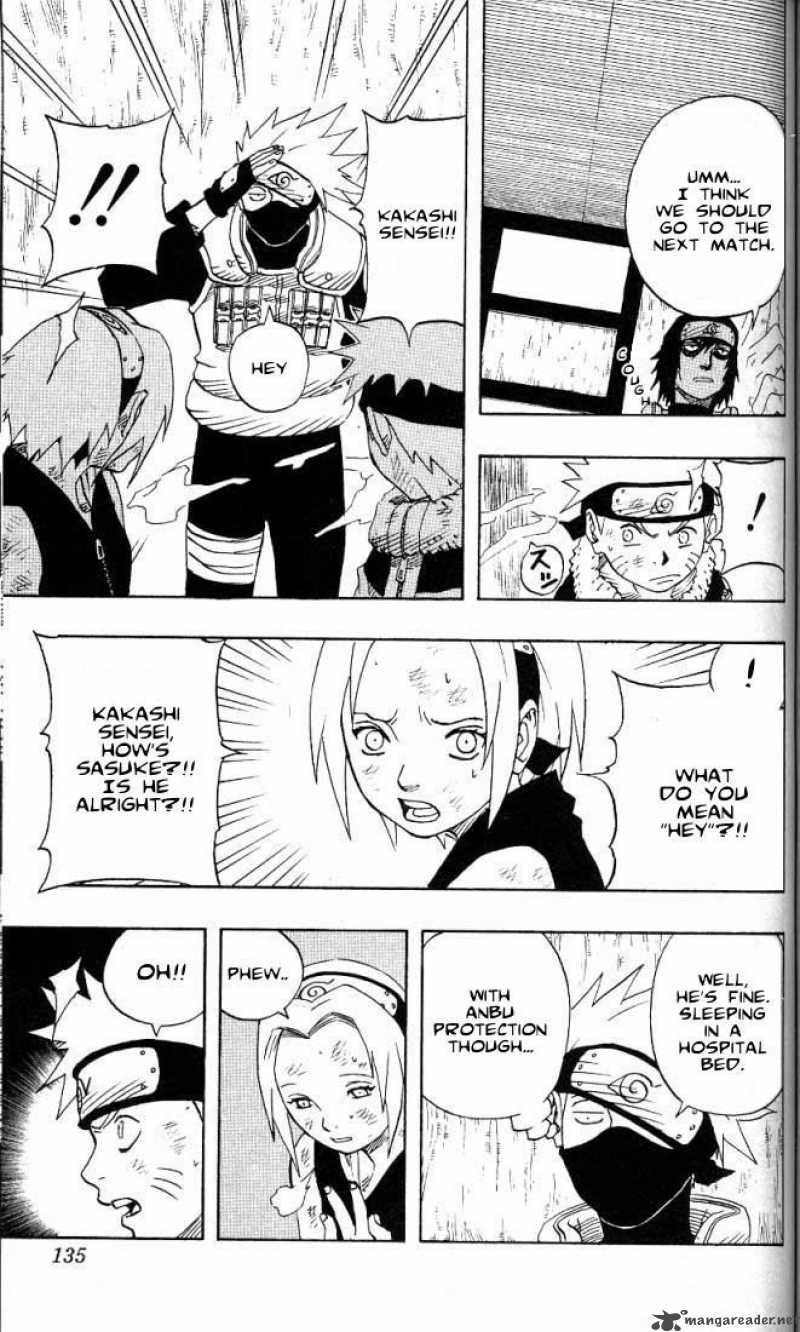 UMM...
I THINK
WE SHOULD
GO TO THE
NEXT MATCH.
COUGH
!
ズッ
KAKASHI
SENSEI!!
HEY
!!
!
WHAT
DO YOU
MEAN
"HEY"?!!
KAKASHI
SENSEI,
HOW'S
SASUKE?!!
IS HE
ALRIGHT?!!
WELL,
HE'S FINE.
SLEEPING
IN A
HOSPITAL
BED.
WITH
ANBU
PROTECTION
THOUGH...
PHEW..
OH!!
135
mangareader.net